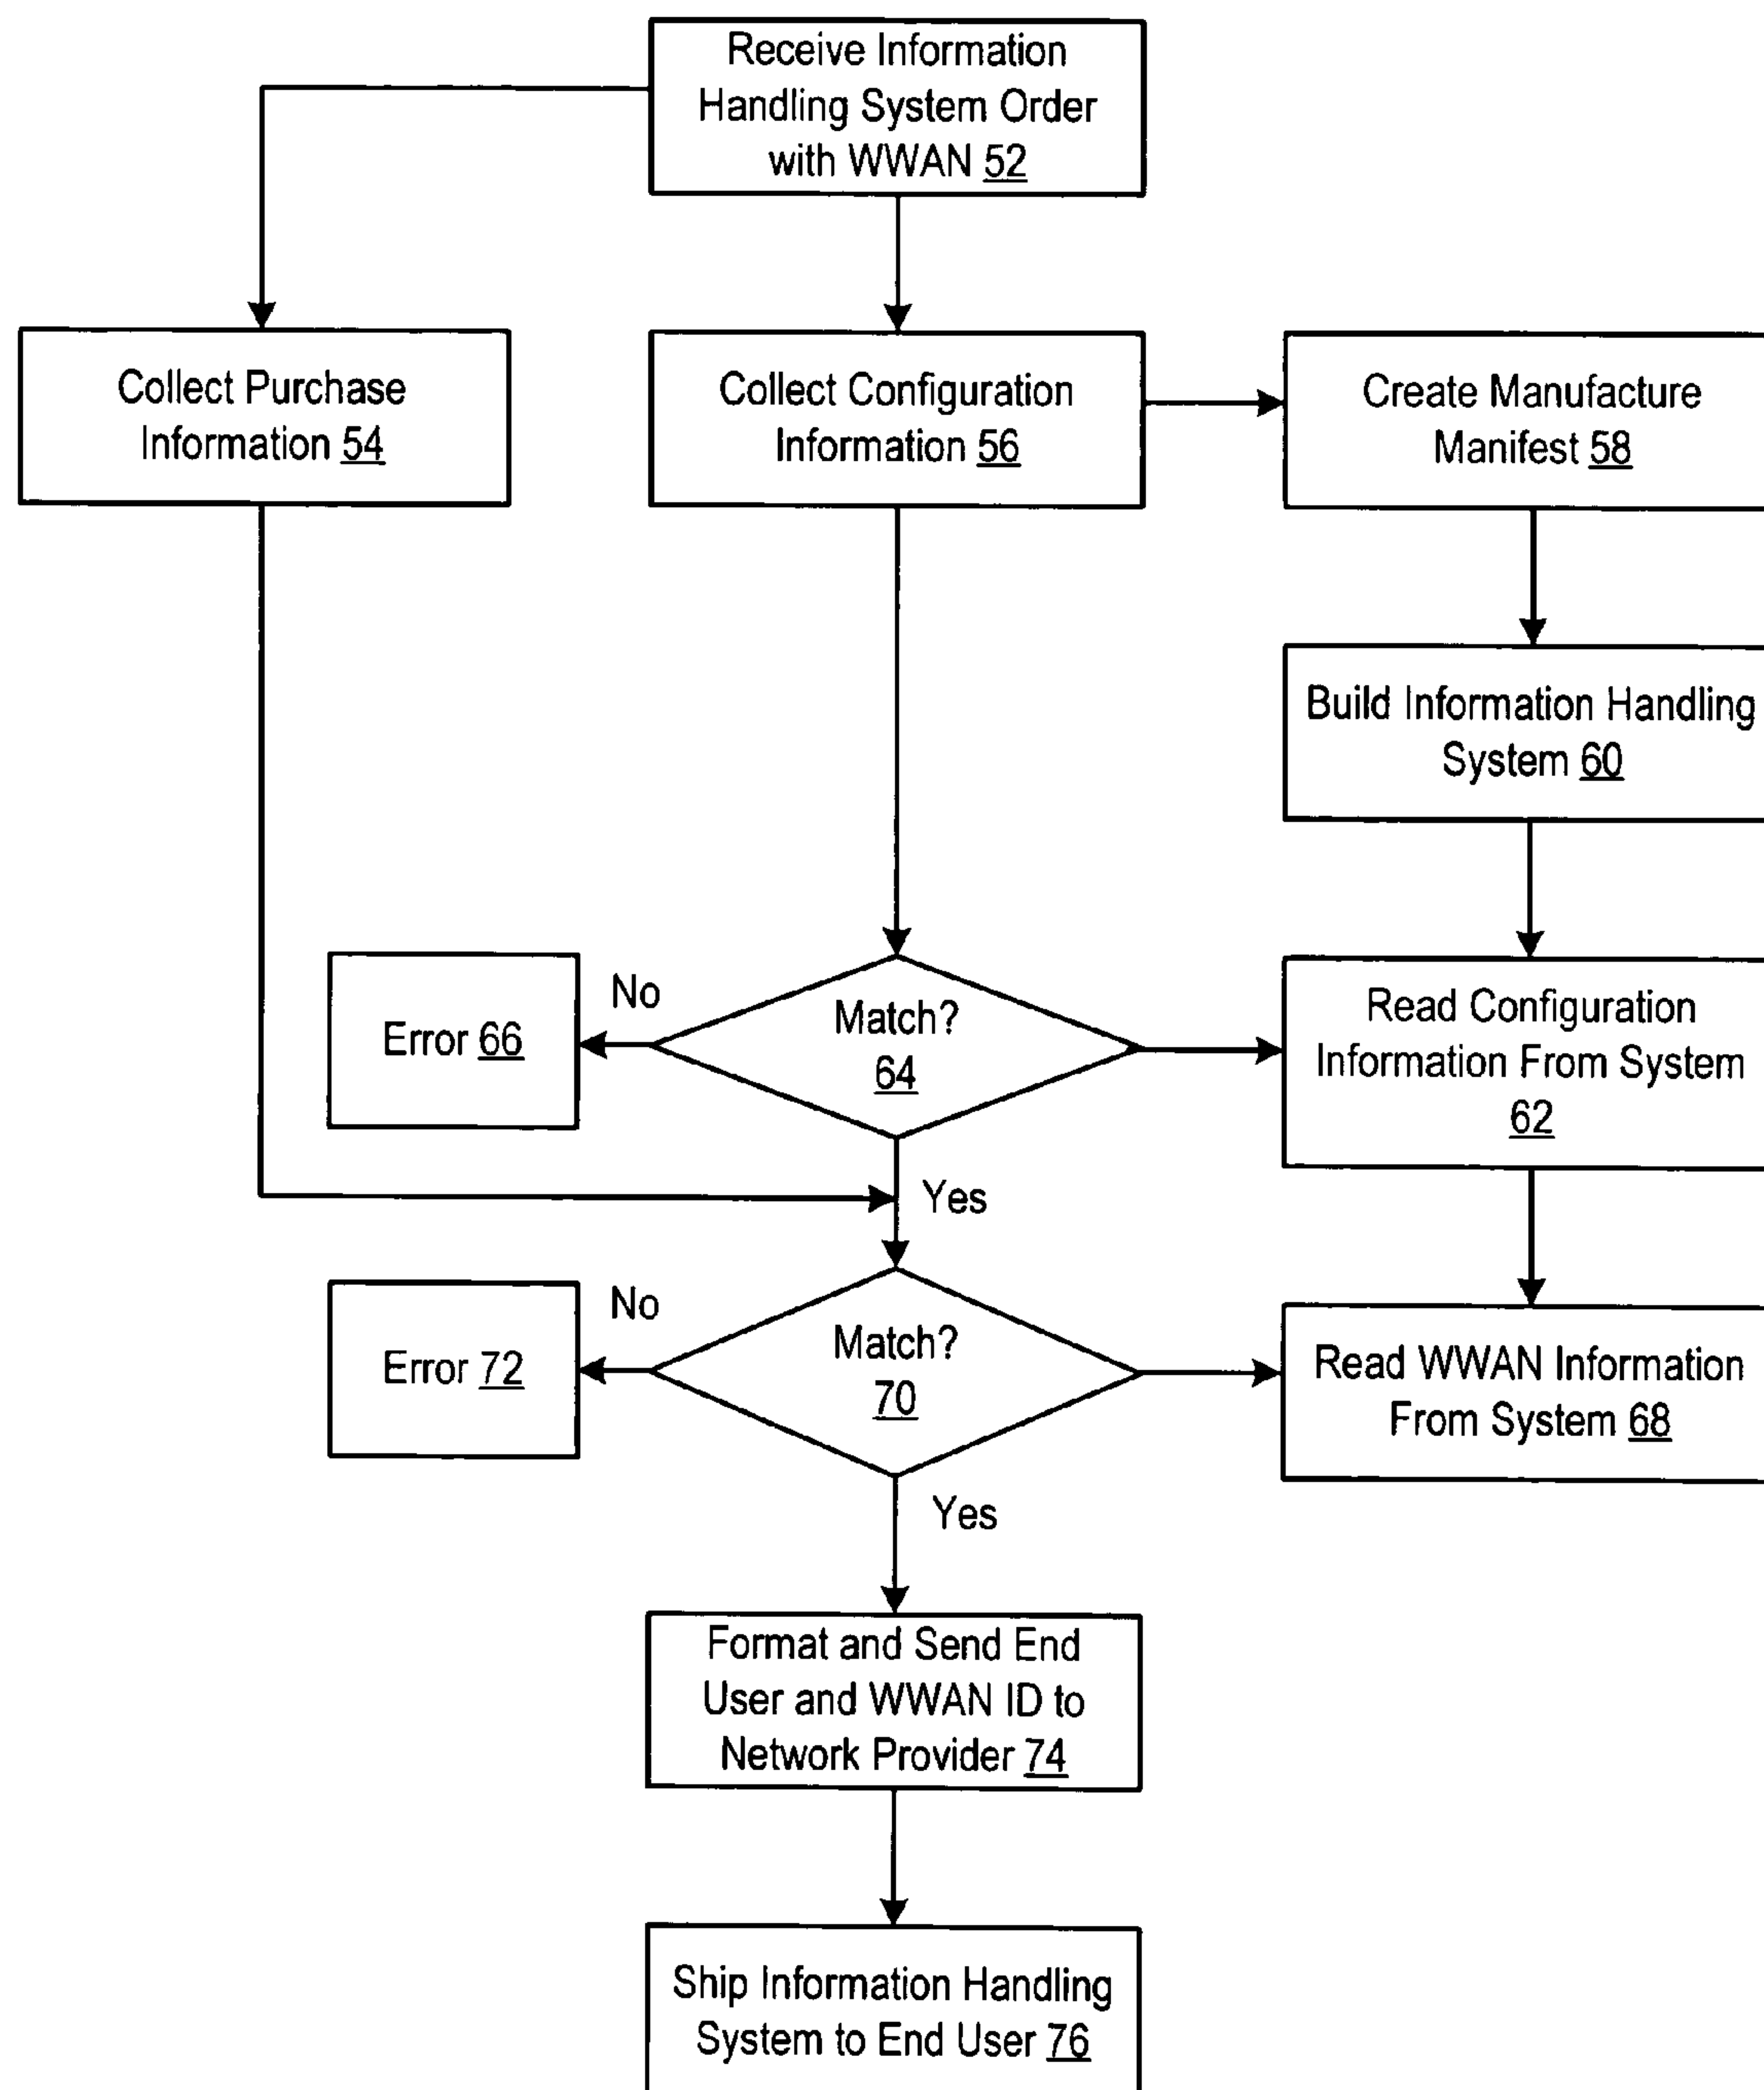 Receive Information
Handling System Order
with WWAN 52
Collect Purchase
Information 54
Collect Configuration
Information 56
Create Manufacture
Manifest 58
Build Information Handling
System 60
Error 66
No
Match?
64
Read Configuration
Information From System
62
Yes
Error 72
No
Match?
70
Read WWAN Information
From System 68
Yes
Format and Send End
User and WWAN ID to
Network Provider 74
Ship Information Handling
System to End User 76